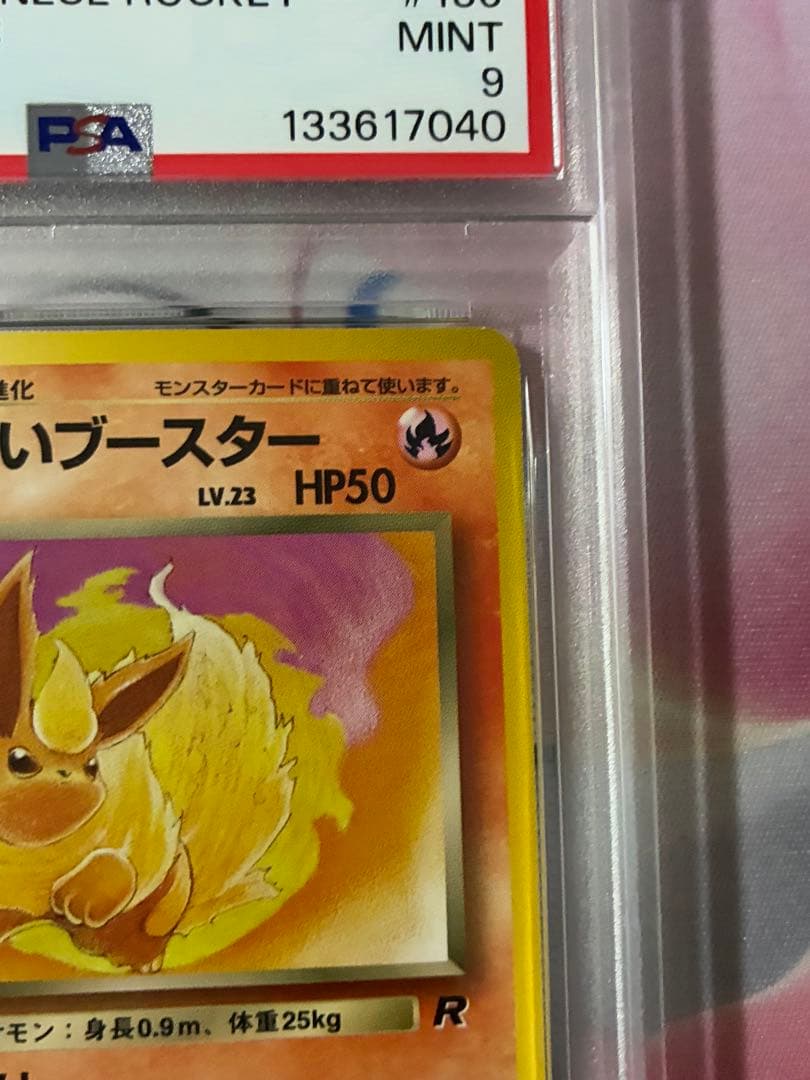 MINT
9
PSA 133617040
進化 モンスターカードに重ねて使います。
いブースター
LV.23 HP50
モン：身長0.9m、体重25kg R